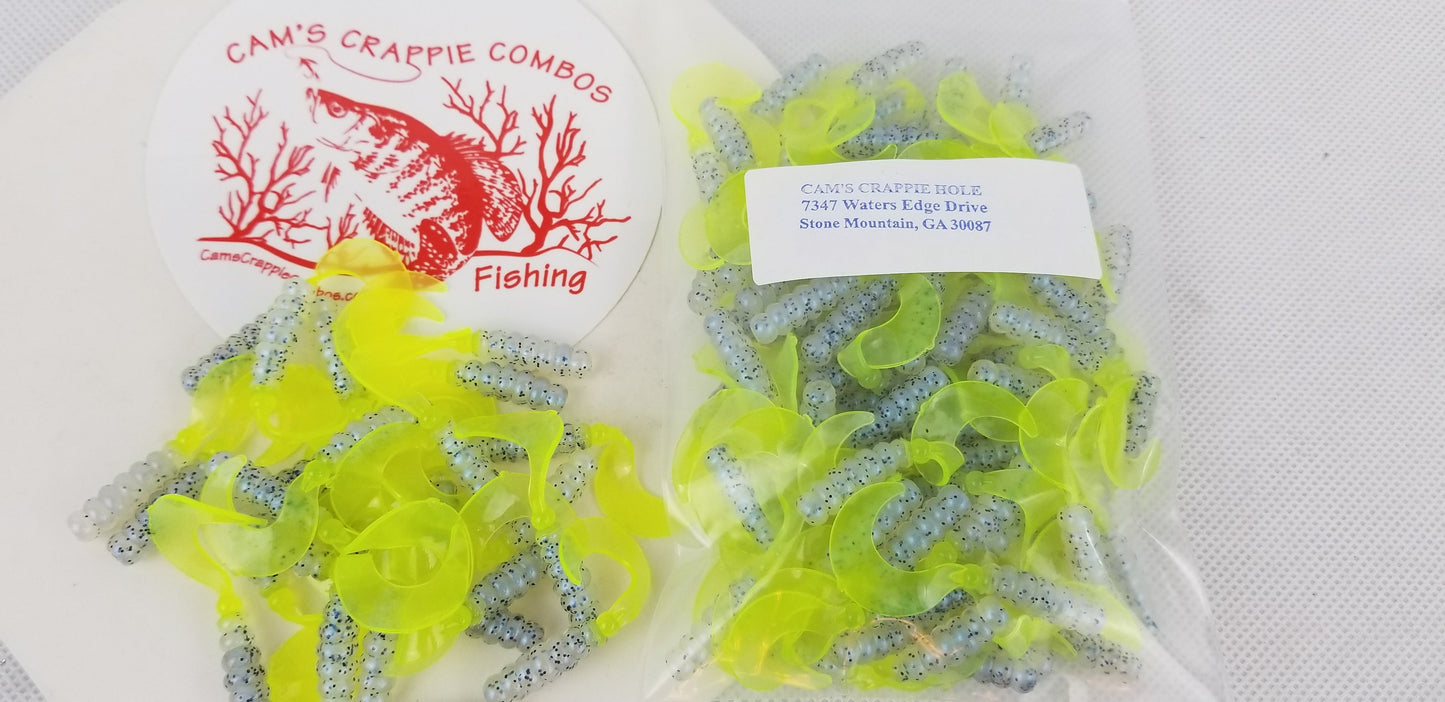 CAM'S CRAPPIE COMBOS
Fishing
CAM'S CRAPPIE HOLE
7347 Waters Edge Drive
Stone Mountain, GA 30087